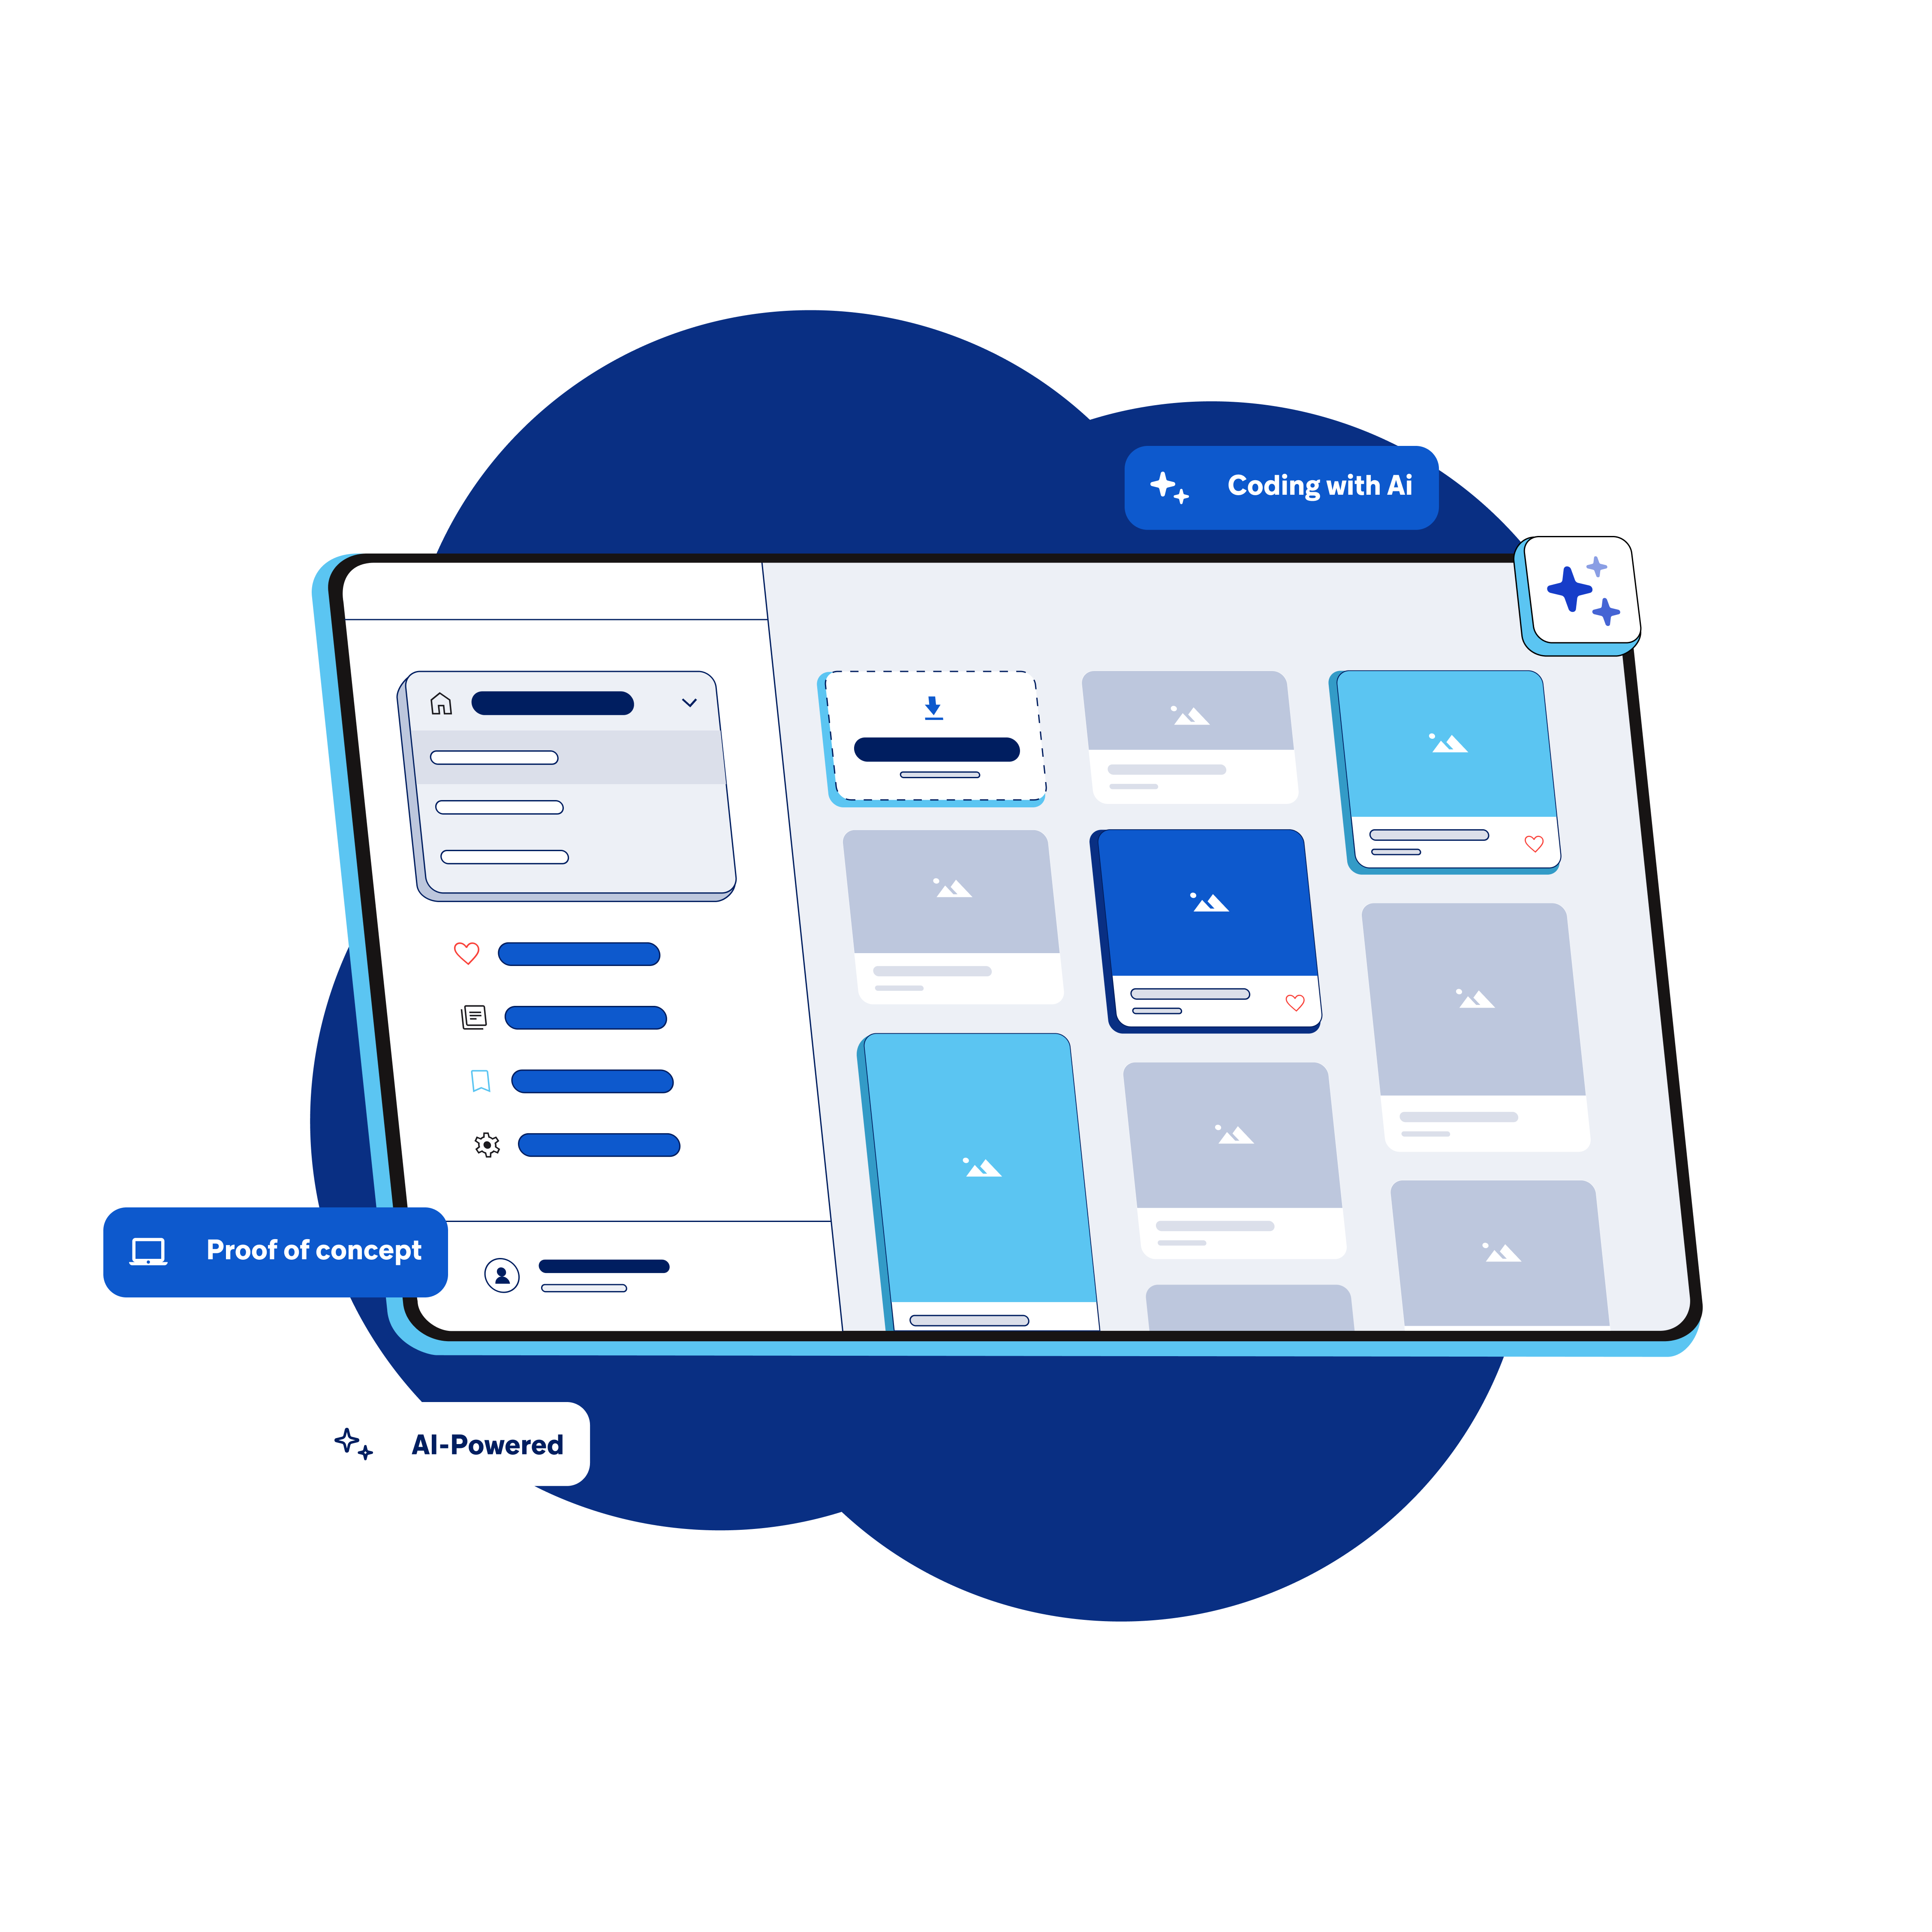 Coding with Ai
Proof of concept
AI-Powered